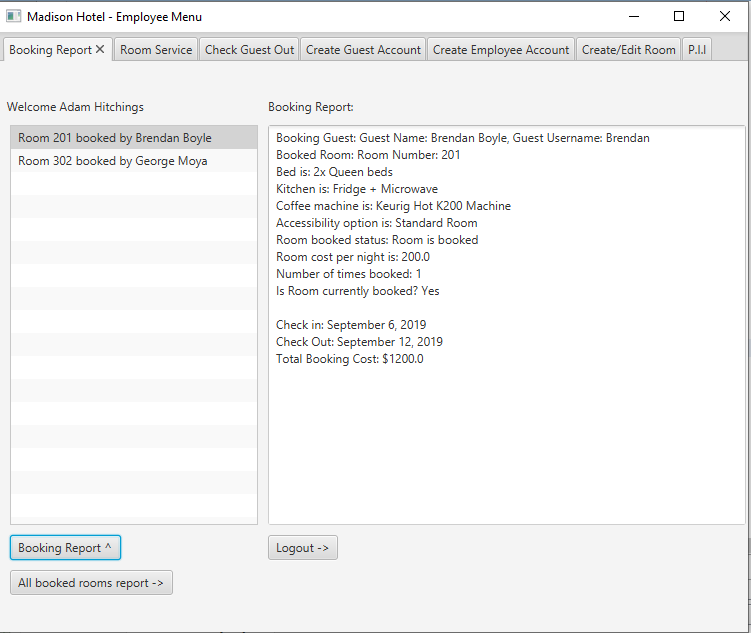 Madison Hotel - Employee Menu
Booking Report Room Service Check Guest Out Create Guest Account Create Employee Account Create/Edit Room P.I.I
Welcome Adam Hitchings
Room 201 booked by Brendan Boyle
Room 302 booked by George Moya
Booking Report:
Booking Guest: Guest Name: Brendan Boyle, Guest Username: Brendan
Booked Room: Room Number: 201
Bed is: 2x Queen beds
Kitchen is: Fridge + Microwave
Coffee machine is: Keurig Hot K200 Machine
Accessibility option is: Standard Room
Room booked status: Room is booked
Room cost per night is: 200.0
Number of times booked: 1
Is Room currently booked? Yes
Check in: September 6, 2019
Check Out: September 12, 2019
Total Booking Cost: $1200.0
Booking Report ^
Logout ->
All booked rooms report ->